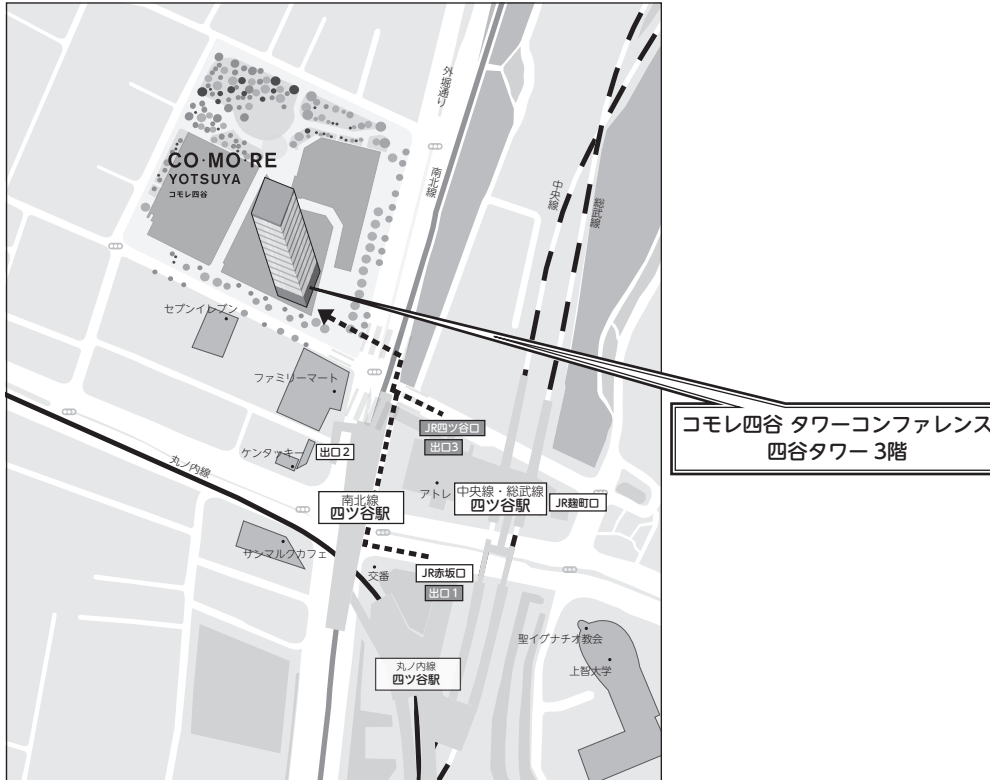 外堀通り
CO・MO・RE
YOTSUYA
コモレ四谷
南北線
中央線
総武線
セブンイレブン
ファミリーマート
コモレ四谷 タワーコンファレンス
四谷タワー 3階
JR四ツ谷口
出口3
ケンタッキー
出口2
丸ノ内線
アトレ
中央線・総武線
四ツ谷駅
JR麹町口
南北線
四ツ谷駅
サンマルクカフェ
交番
JR赤坂口
出口1
聖イグナチオ教会
上智大学
丸ノ内線
四ツ谷駅